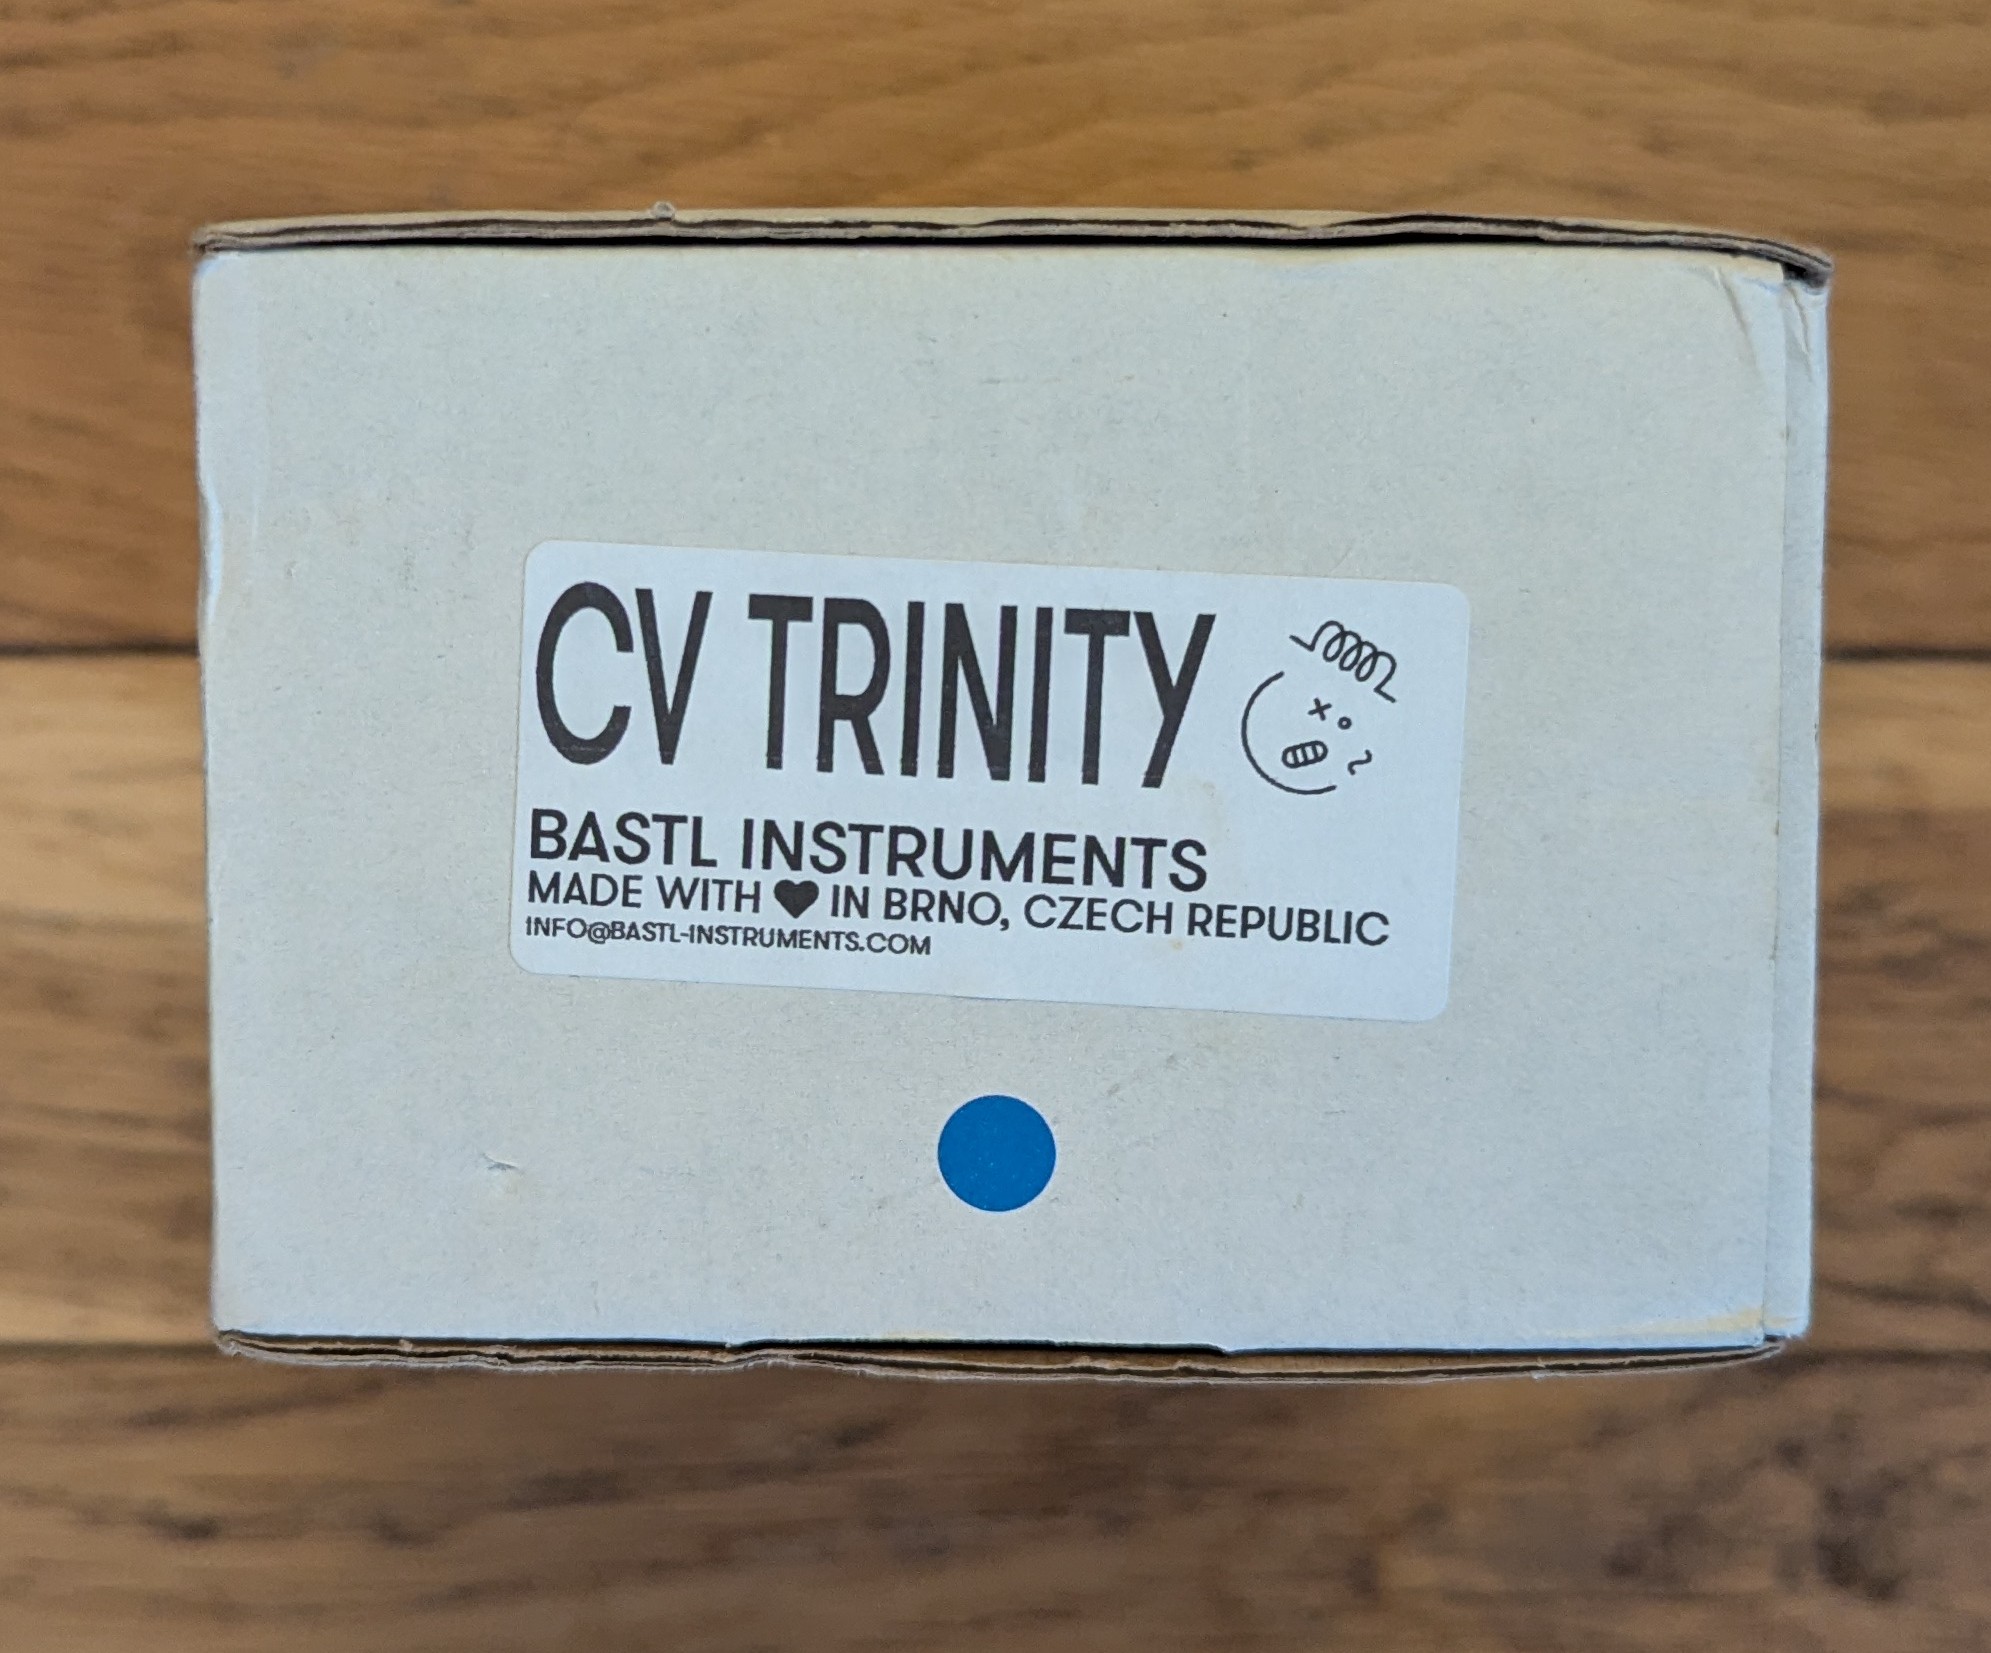 CV TRINITY
BASTL INSTRUMENTS
MADE WITH ♥ IN BRNO, CZECH REPUBLIC
INFO@BASTL-INSTRUMENTS.COM